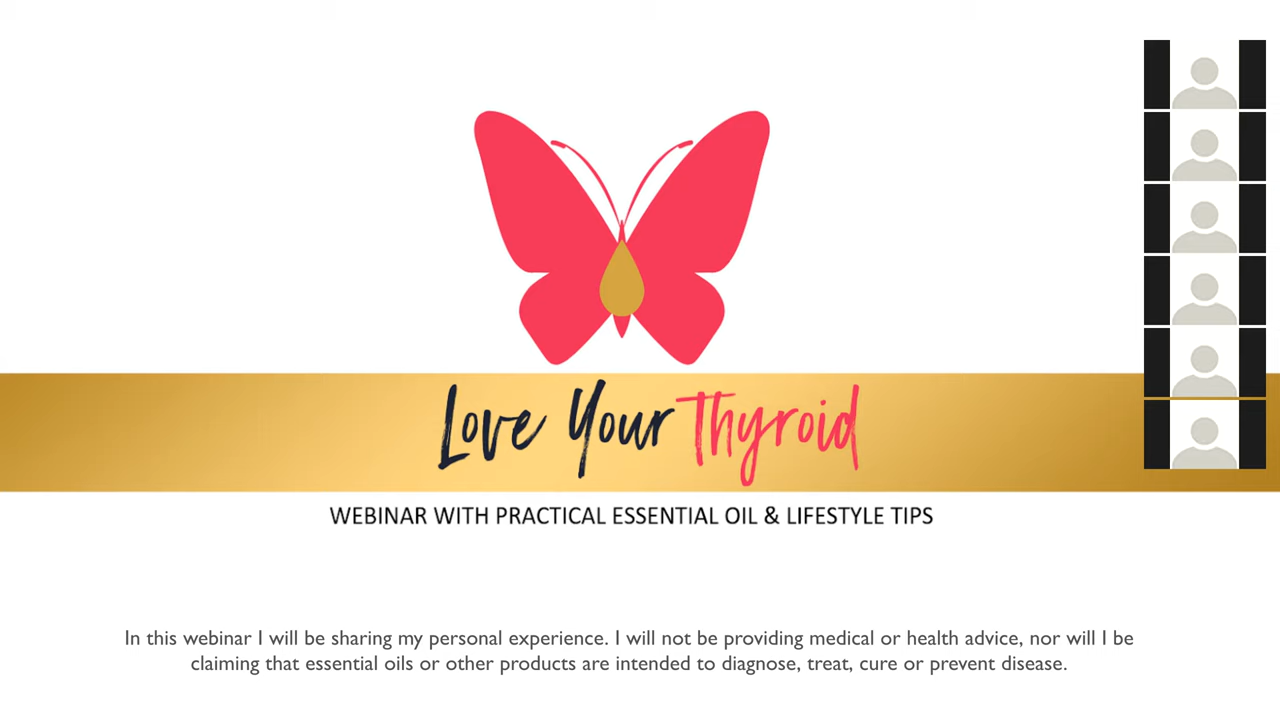 Love Your Thyroid
WEBINAR WITH PRACTICAL ESSENTIAL OIL & LIFESTYLE TIPS
In this webinar I will be sharing my personal experience. I will not be providing medical or health advice, nor will I be
claiming that essential oils or other products are intended to diagnose, treat, cure or prevent disease.